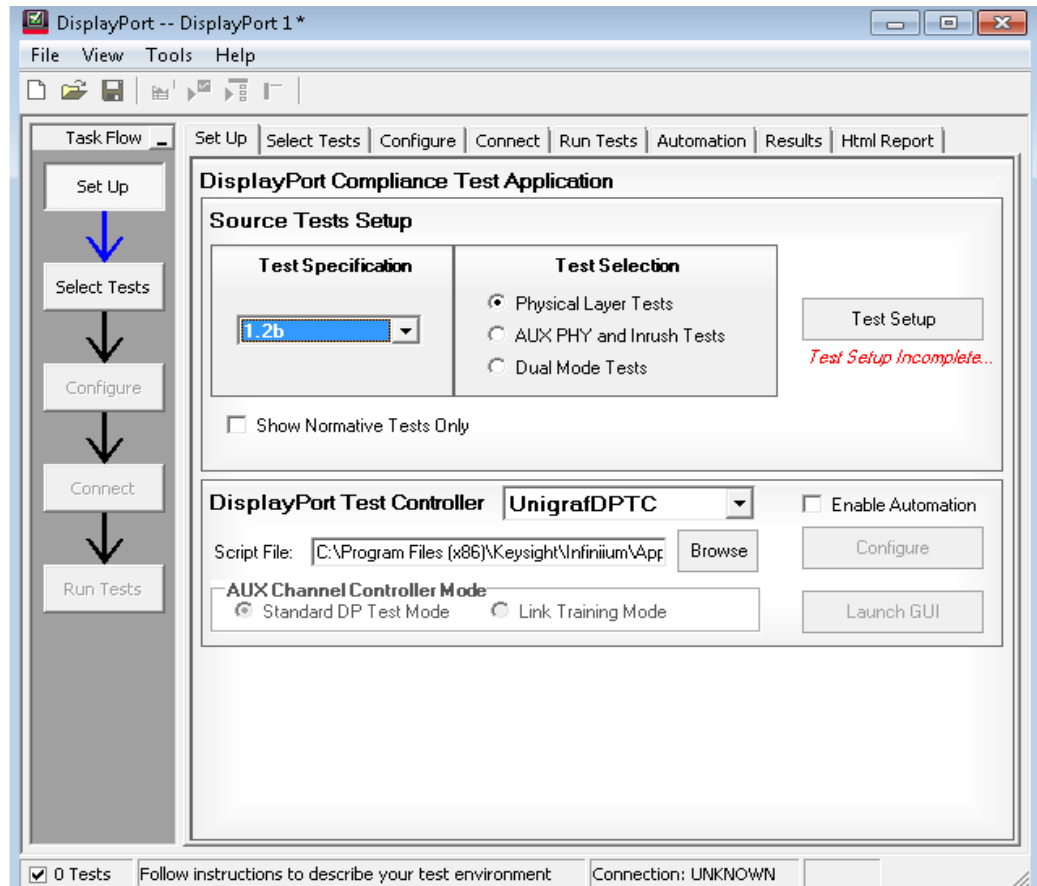 DisplayPort -- DisplayPort 1 *
File View Tools Help
Task Flow
Set Up Select Tests Configure Connect Run Tests Automation Results Html Report
Set Up
Select Tests
Configure
Connect
Run Tests
DisplayPort Compliance Test Application
Source Tests Setup
Test Specification
1.2b
Test Selection
Physical Layer Tests
AUX PHY and Inrush Tests
Dual Mode Tests
Test Setup
Test Setup Incomplete...
Show Normative Tests Only
DisplayPort Test Controller UnigrafDPTC Enable Automation
Script File: C:\Program Files (x86)\Keysight\Infiniium\App Browse Configure
AUX Channel Controller Mode
Standard DP Test Mode Link Training Mode Launch GUI
0 Tests Follow instructions to describe your test environment Connection: UNKNOWN